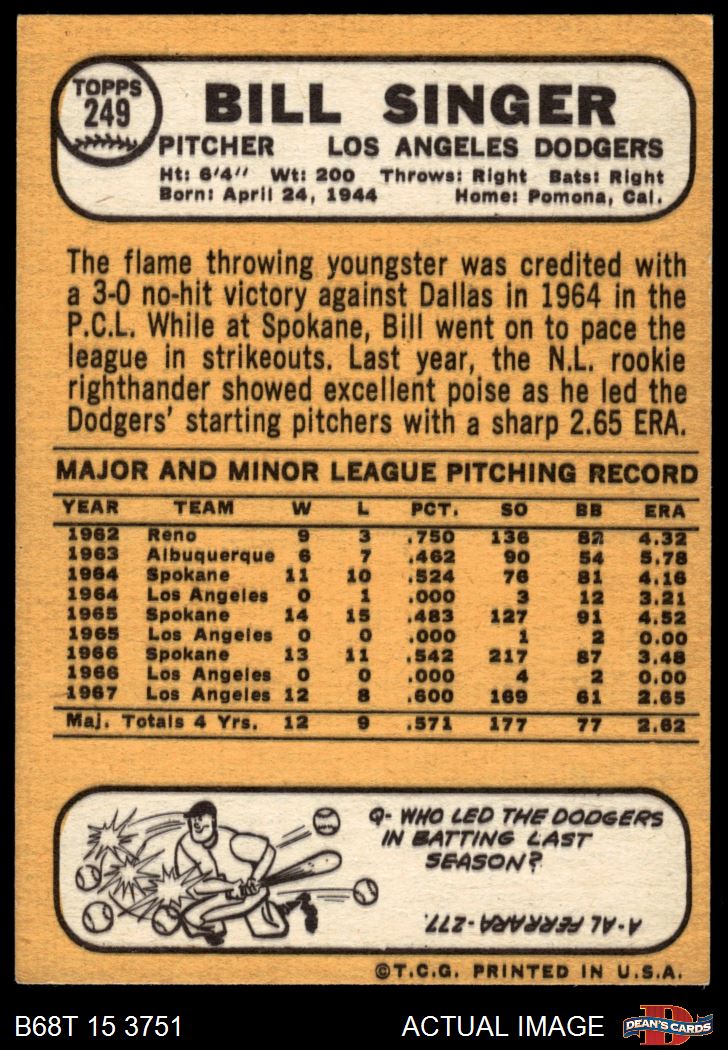 TOPPS
249
BILL SINGER
PITCHER LOS ANGELES DODGERS
Ht: 6'4" Wt: 200 Throws: Right Bats: Right
Born: April 24, 1944 Home: Pomona, Cal.
The flame throwing youngster was credited with
a 3-0 no-hit victory against Dallas in 1964 in the
P.C.L. While at Spokane, Bill went on to pace the
league in strikeouts. Last year, the N.L. rookie
righthander showed excellent poise as he led the
Dodgers' starting pitchers with a sharp 2.65 ERA.
MAJOR AND MINOR LEAGUE PITCHING RECORD
YEAR TEAM W L PCT. SO BB ERA
1962 Reno 9 3 .750 136 82 4.32
1963 Albuquerque 6 7 .462 90 54 5.78
1964 Spokane 11 10 .524 76 81 4.16
1964 Los Angeles 0 1 .000 3 12 3.21
1965 Spokane 14 15 .483 127 91 4.52
1965 Los Angeles 0 0 .000 1 2 0.00
1966 Spokane 13 11 .542 217 87 3.48
1966 Los Angeles 0 0 .000 4 2 0.00
1967 Los Angeles 12 8 .600 169 61 2.65
Maj. Totals 4 Yrs. 12 9 .571 177 77 2.62
Q- WHO LED THE DODGERS
IN BATTING LAST
SEASON?
A-AL FERRARA-.277.
©T.C.G. PRINTED IN U.S.A.
B68T 15 3751 ACTUAL IMAGE
D
DEAN'S CARDS